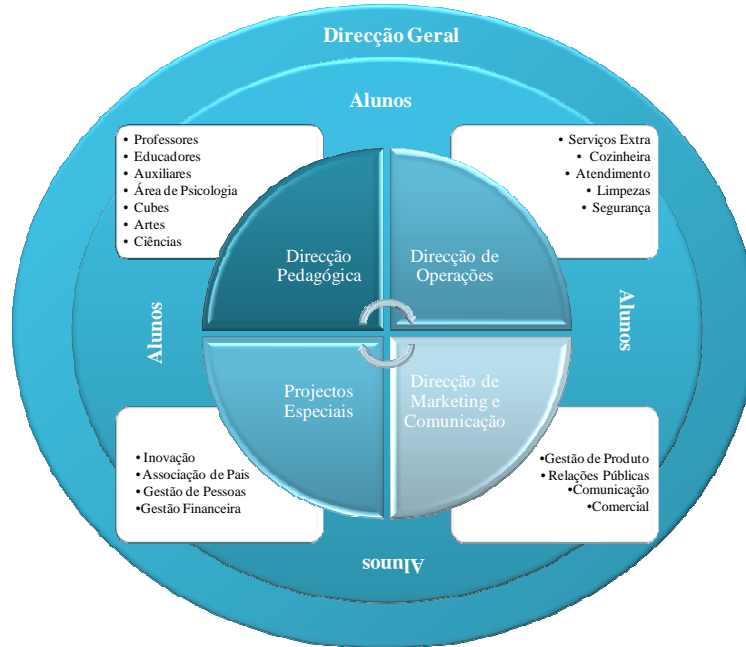 Direcção Geral
Alunos
• Professores
• Educadores
• Auxiliares
• Área de Psicologia
• Cubes
• Artes
• Ciências
• Serviços Extra
• Cozinheira
• Atendimento
• Limpezas
• Segurança
Direcção
Pedagógica
Direcção de
Operações
Alunos
Alunos
Projectos
Especiais
Direcção de
Marketing e
Comunicação
• Inovação
• Associação de Pais
• Gestão de Pessoas
•Gestão Financeira
•Gestão de Produto
• Relações Públicas
•Comunicação
•Comercial
Alunos